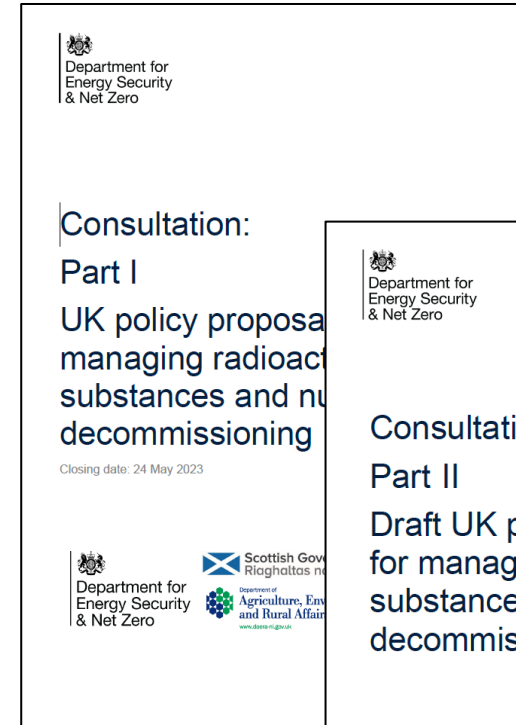 Department for
Energy Security
& Net Zero
Consultation:
Part I
UK policy proposa
managing radioact
substances and nu
decommissioning
Closing date: 24 May 2023
Department for
Energy Security
& Net Zero
Scottish Gov
Riaghaltas n
Department of
Agriculture, Env
and Rural Affair
www.daera-ni.gov.uk
Department for
Energy Security
& Net Zero
Consultati
Part II
Draft UK p
for manag
substance
decommis